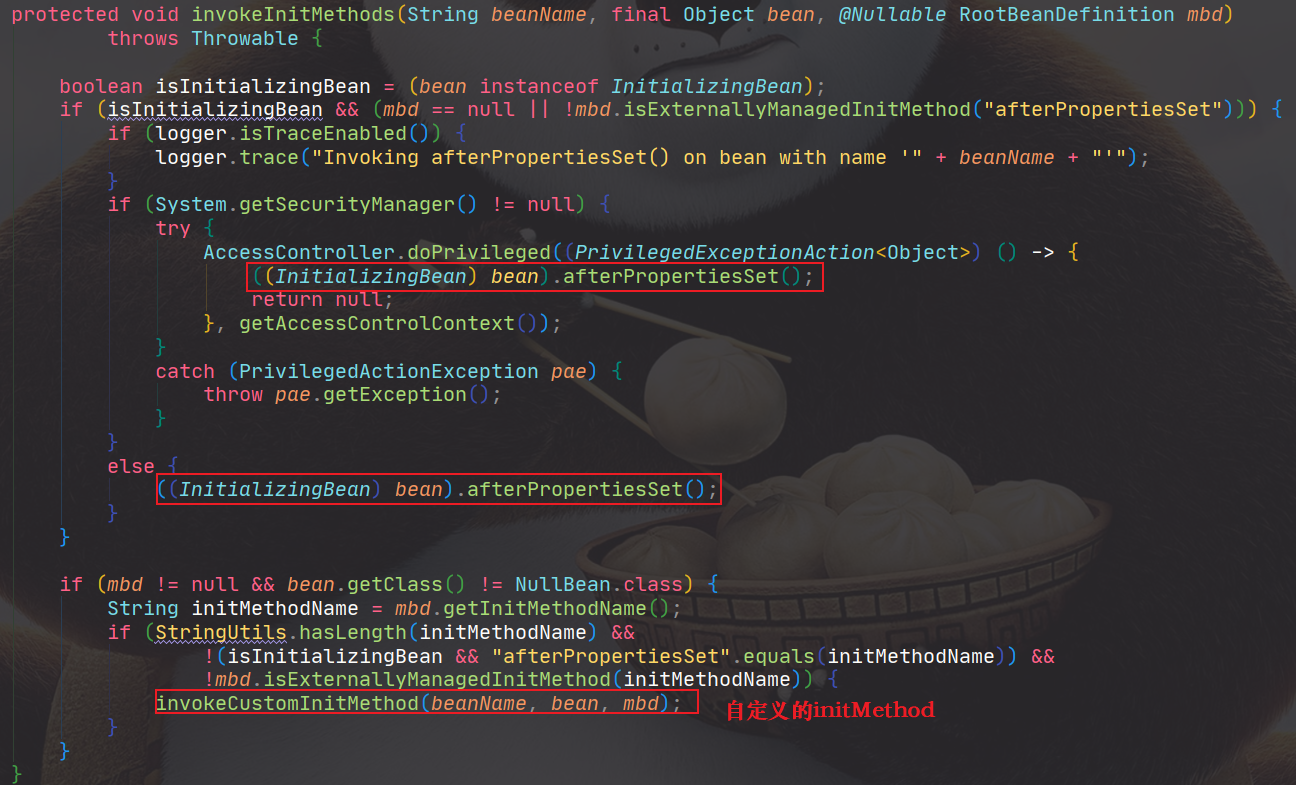 protected void invokeInitMethods(String beanName, final Object bean, @Nullable RootBeanDefinition mbd)
        throws Throwable {

    boolean isInitializingBean = (bean instanceof InitializingBean);
    if (isInitializingBean && (mbd == null || !mbd.isExternallyManagedInitMethod("afterPropertiesSet"))) {
        if (logger.isTraceEnabled()) {
            logger.trace("Invoking afterPropertiesSet() on bean with name '" + beanName + "'");
        }
        if (System.getSecurityManager() != null) {
            try {
                AccessController.doPrivileged((PrivilegedExceptionAction<Object>) () -> {
                    ((InitializingBean) bean).afterPropertiesSet();
                    return null;
                }, getAccessControlContext());
            }
            catch (PrivilegedActionException pae) {
                throw pae.getException();
            }
        }
        else {
            ((InitializingBean) bean).afterPropertiesSet();
        }
    }

    if (mbd != null && bean.getClass() != NullBean.class) {
        String initMethodName = mbd.getInitMethodName();
        if (StringUtils.hasLength(initMethodName) &&
                !(isInitializingBean && "afterPropertiesSet".equals(initMethodName)) &&
                !mbd.isExternallyManagedInitMethod(initMethodName)) {
            invokeCustomInitMethod(beanName, bean, mbd); 自定义的initMethod
        }
    }
}